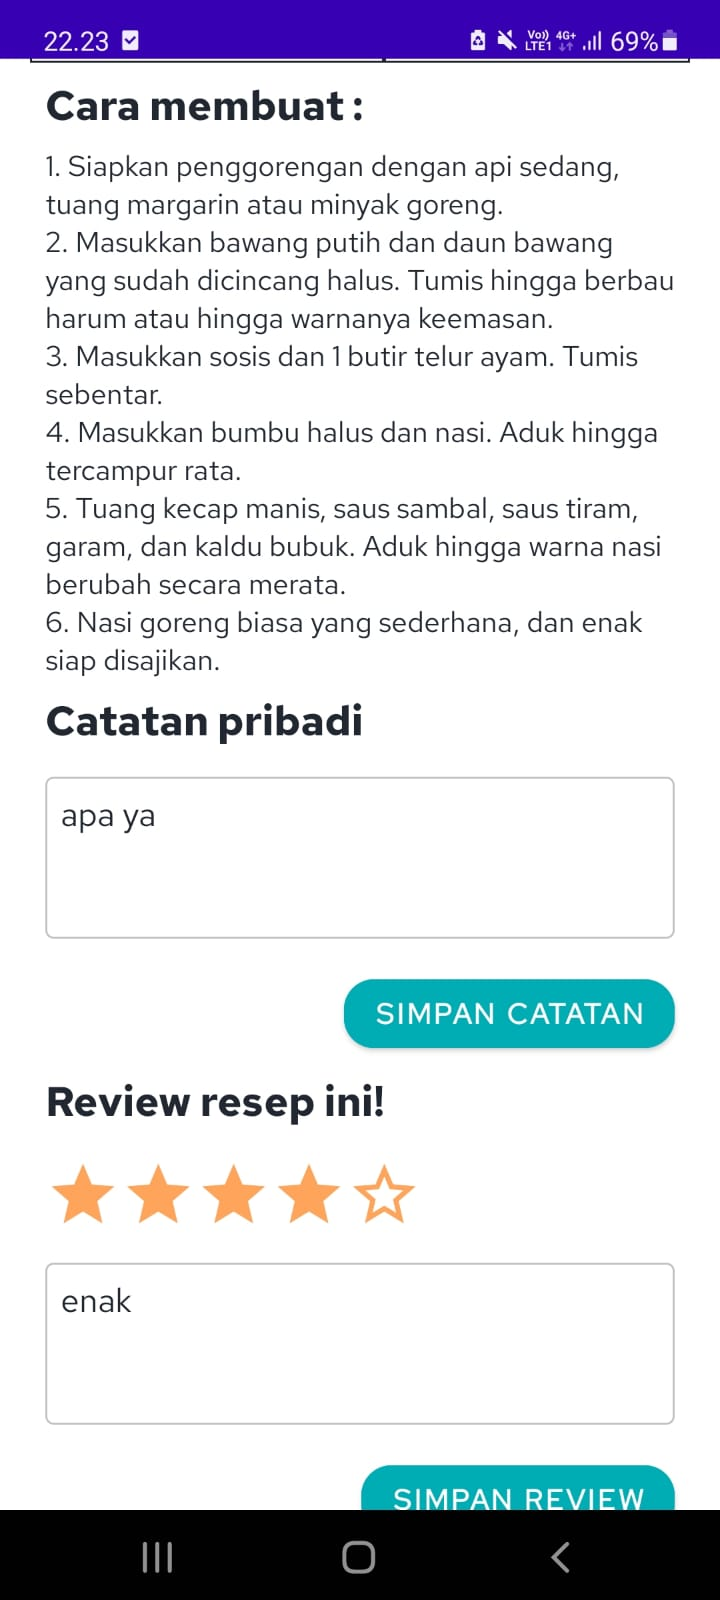 22.23
Vo))
LTE1
4G+
69%
Cara membuat :
1. Siapkan penggorengan dengan api sedang,
tuang margarin atau minyak goreng.
2. Masukkan bawang putih dan daun bawang
yang sudah dicincang halus. Tumis hingga berbau
harum atau hingga warnanya keemasan.
3. Masukkan sosis dan 1 butir telur ayam. Tumis
sebentar.
4. Masukkan bumbu halus dan nasi. Aduk hingga
tercampur rata.
5. Tuang kecap manis, saus sambal, saus tiram,
garam, dan kaldu bubuk. Aduk hingga warna nasi
berubah secara merata.
6. Nasi goreng biasa yang sederhana, dan enak
siap disajikan.
Catatan pribadi
apa ya
SIMPAN CATATAN
Review resep ini!
enak
SIMPAN REVIEW